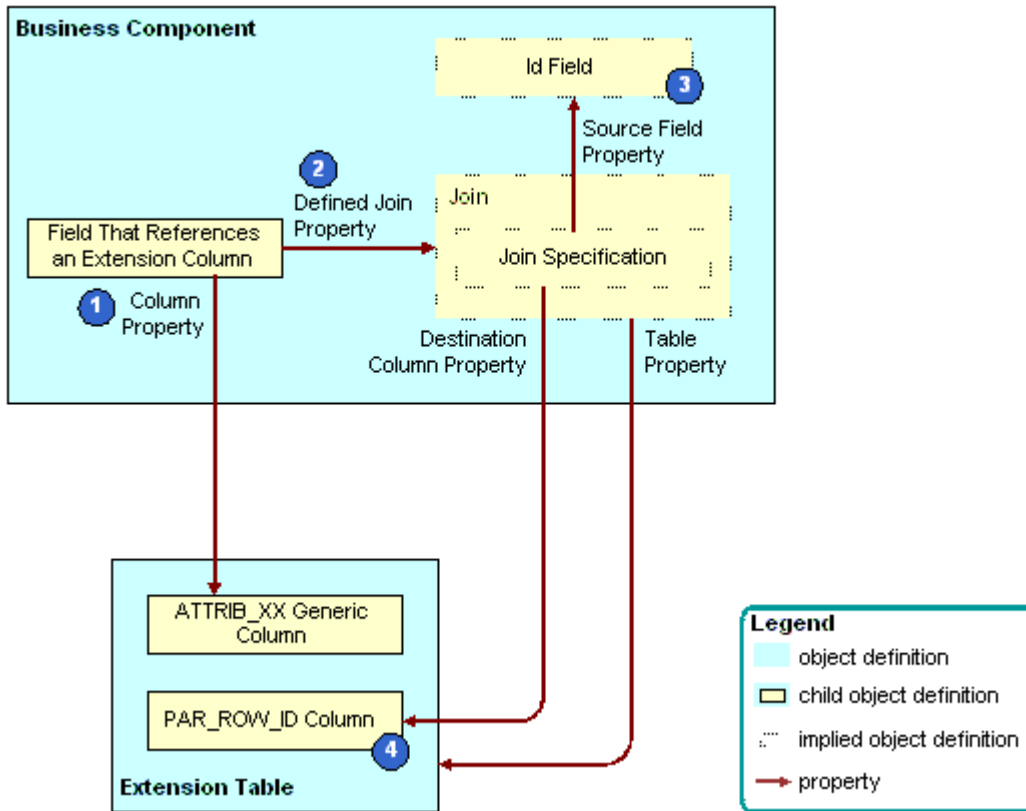 Business Component
Id Field
3
Source Field
Property
2
Defined Join
Property
Join
Field That References
an Extension Column
Join Specification
1
Column
Property
Destination
Column Property
Table
Property
ATTRIB_XX Generic
Column
PAR_ROW_ID Column
4
Extension Table
Legend
object definition
child object definition
implied object definition
property